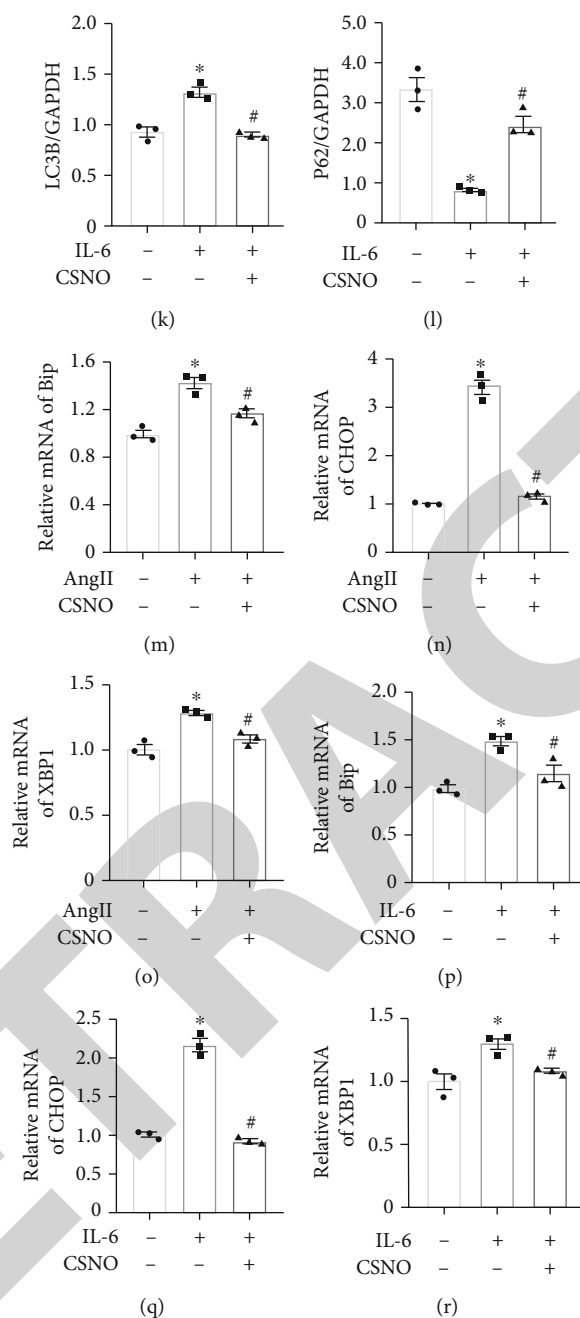 LC3B/GAPDH
2.0
1.5
1.0
0.5
0
*
#
IL-6 – + +
CSNO – – +
(k)
P62/GAPDH
5.0
4.0
3.0
2.0
1.0
0
*
#
IL-6 – + +
CSNO – – +
(l)
Relative mRNA of Bip
1.6
1.2
0.8
0.4
0
*
#
AngII – + +
CSNO – – +
(m)
Relative mRNA
of CHOP
4
3
2
1
0
*
#
AngII – + +
CSNO – – +
(n)
Relative mRNA
of XBP1
1.5
1.0
0.5
0
*
#
AngII – + +
CSNO – – +
(o)
Relative mRNA
of Bip
2.0
1.5
1.0
0.5
0
*
#
IL-6 – + +
CSNO – – +
(p)
Relative mRNA
of CHOP
2.5
2.0
1.5
1.0
0.5
0
*
#
IL-6 – + +
CSNO – – +
(q)
Relative mRNA
of XBP1
1.5
1.0
0.5
0
*
#
IL-6 – + +
CSNO – – +
(r)
TRAC